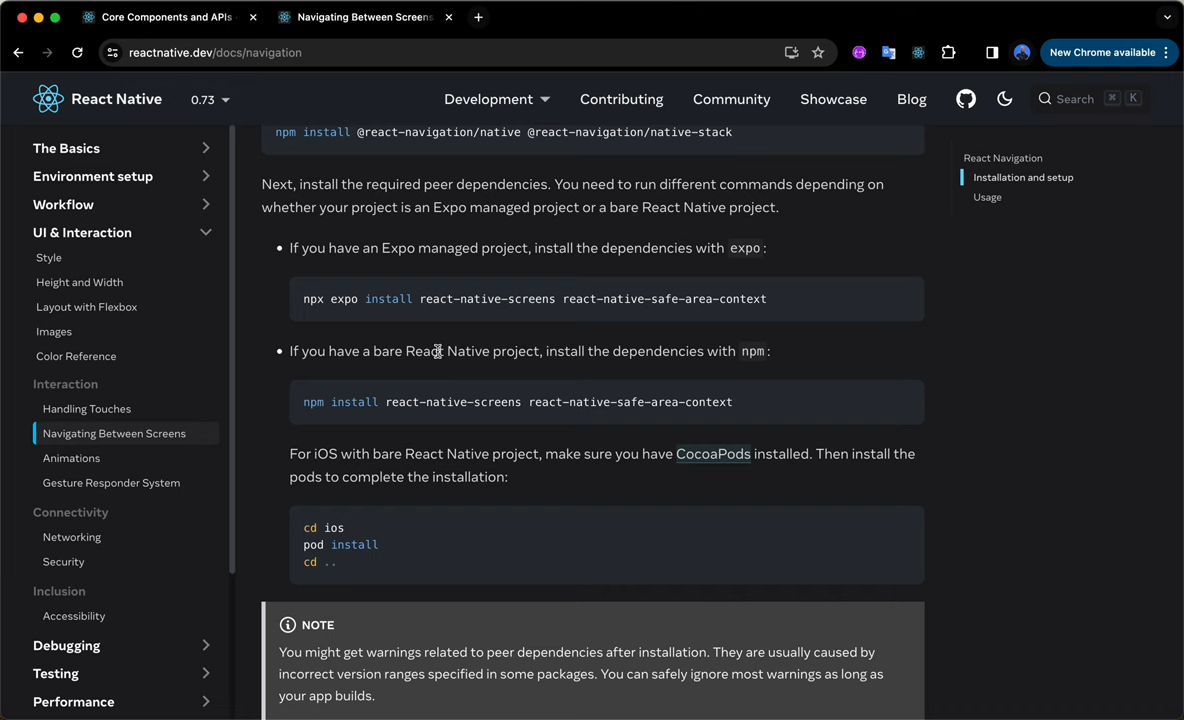 Core Components and APIs
Navigating Between Screens
reactnative.dev/docs/navigation
New Chrome available
React Native
0.73
Development
Contributing
Community
Showcase
Blog
Search
⌘
K
The Basics
Environment setup
Workflow
UI & Interaction
Style
Height and Width
Layout with Flexbox
Images
Color Reference
Interaction
Handling Touches
Navigating Between Screens
Animations
Gesture Responder System
Connectivity
Networking
Security
Inclusion
Accessibility
Debugging
Testing
Performance
npm install @react-navigation/native @react-navigation/native-stack
Next, install the required peer dependencies. You need to run different commands depending on
whether your project is an Expo managed project or a bare React Native project.
If you have an Expo managed project, install the dependencies with expo:
npx expo install react-native-screens react-native-safe-area-context
If you have a bare React Native project, install the dependencies with npm:
npm install react-native-screens react-native-safe-area-context
For iOS with bare React Native project, make sure you have CocoaPods installed. Then install the
pods to complete the installation:
cd ios
pod install
cd ..
NOTE
You might get warnings related to peer dependencies after installation. They are usually caused by
incorrect version ranges specified in some packages. You can safely ignore most warnings as long as
your app builds.
React Navigation
Installation and setup
Usage